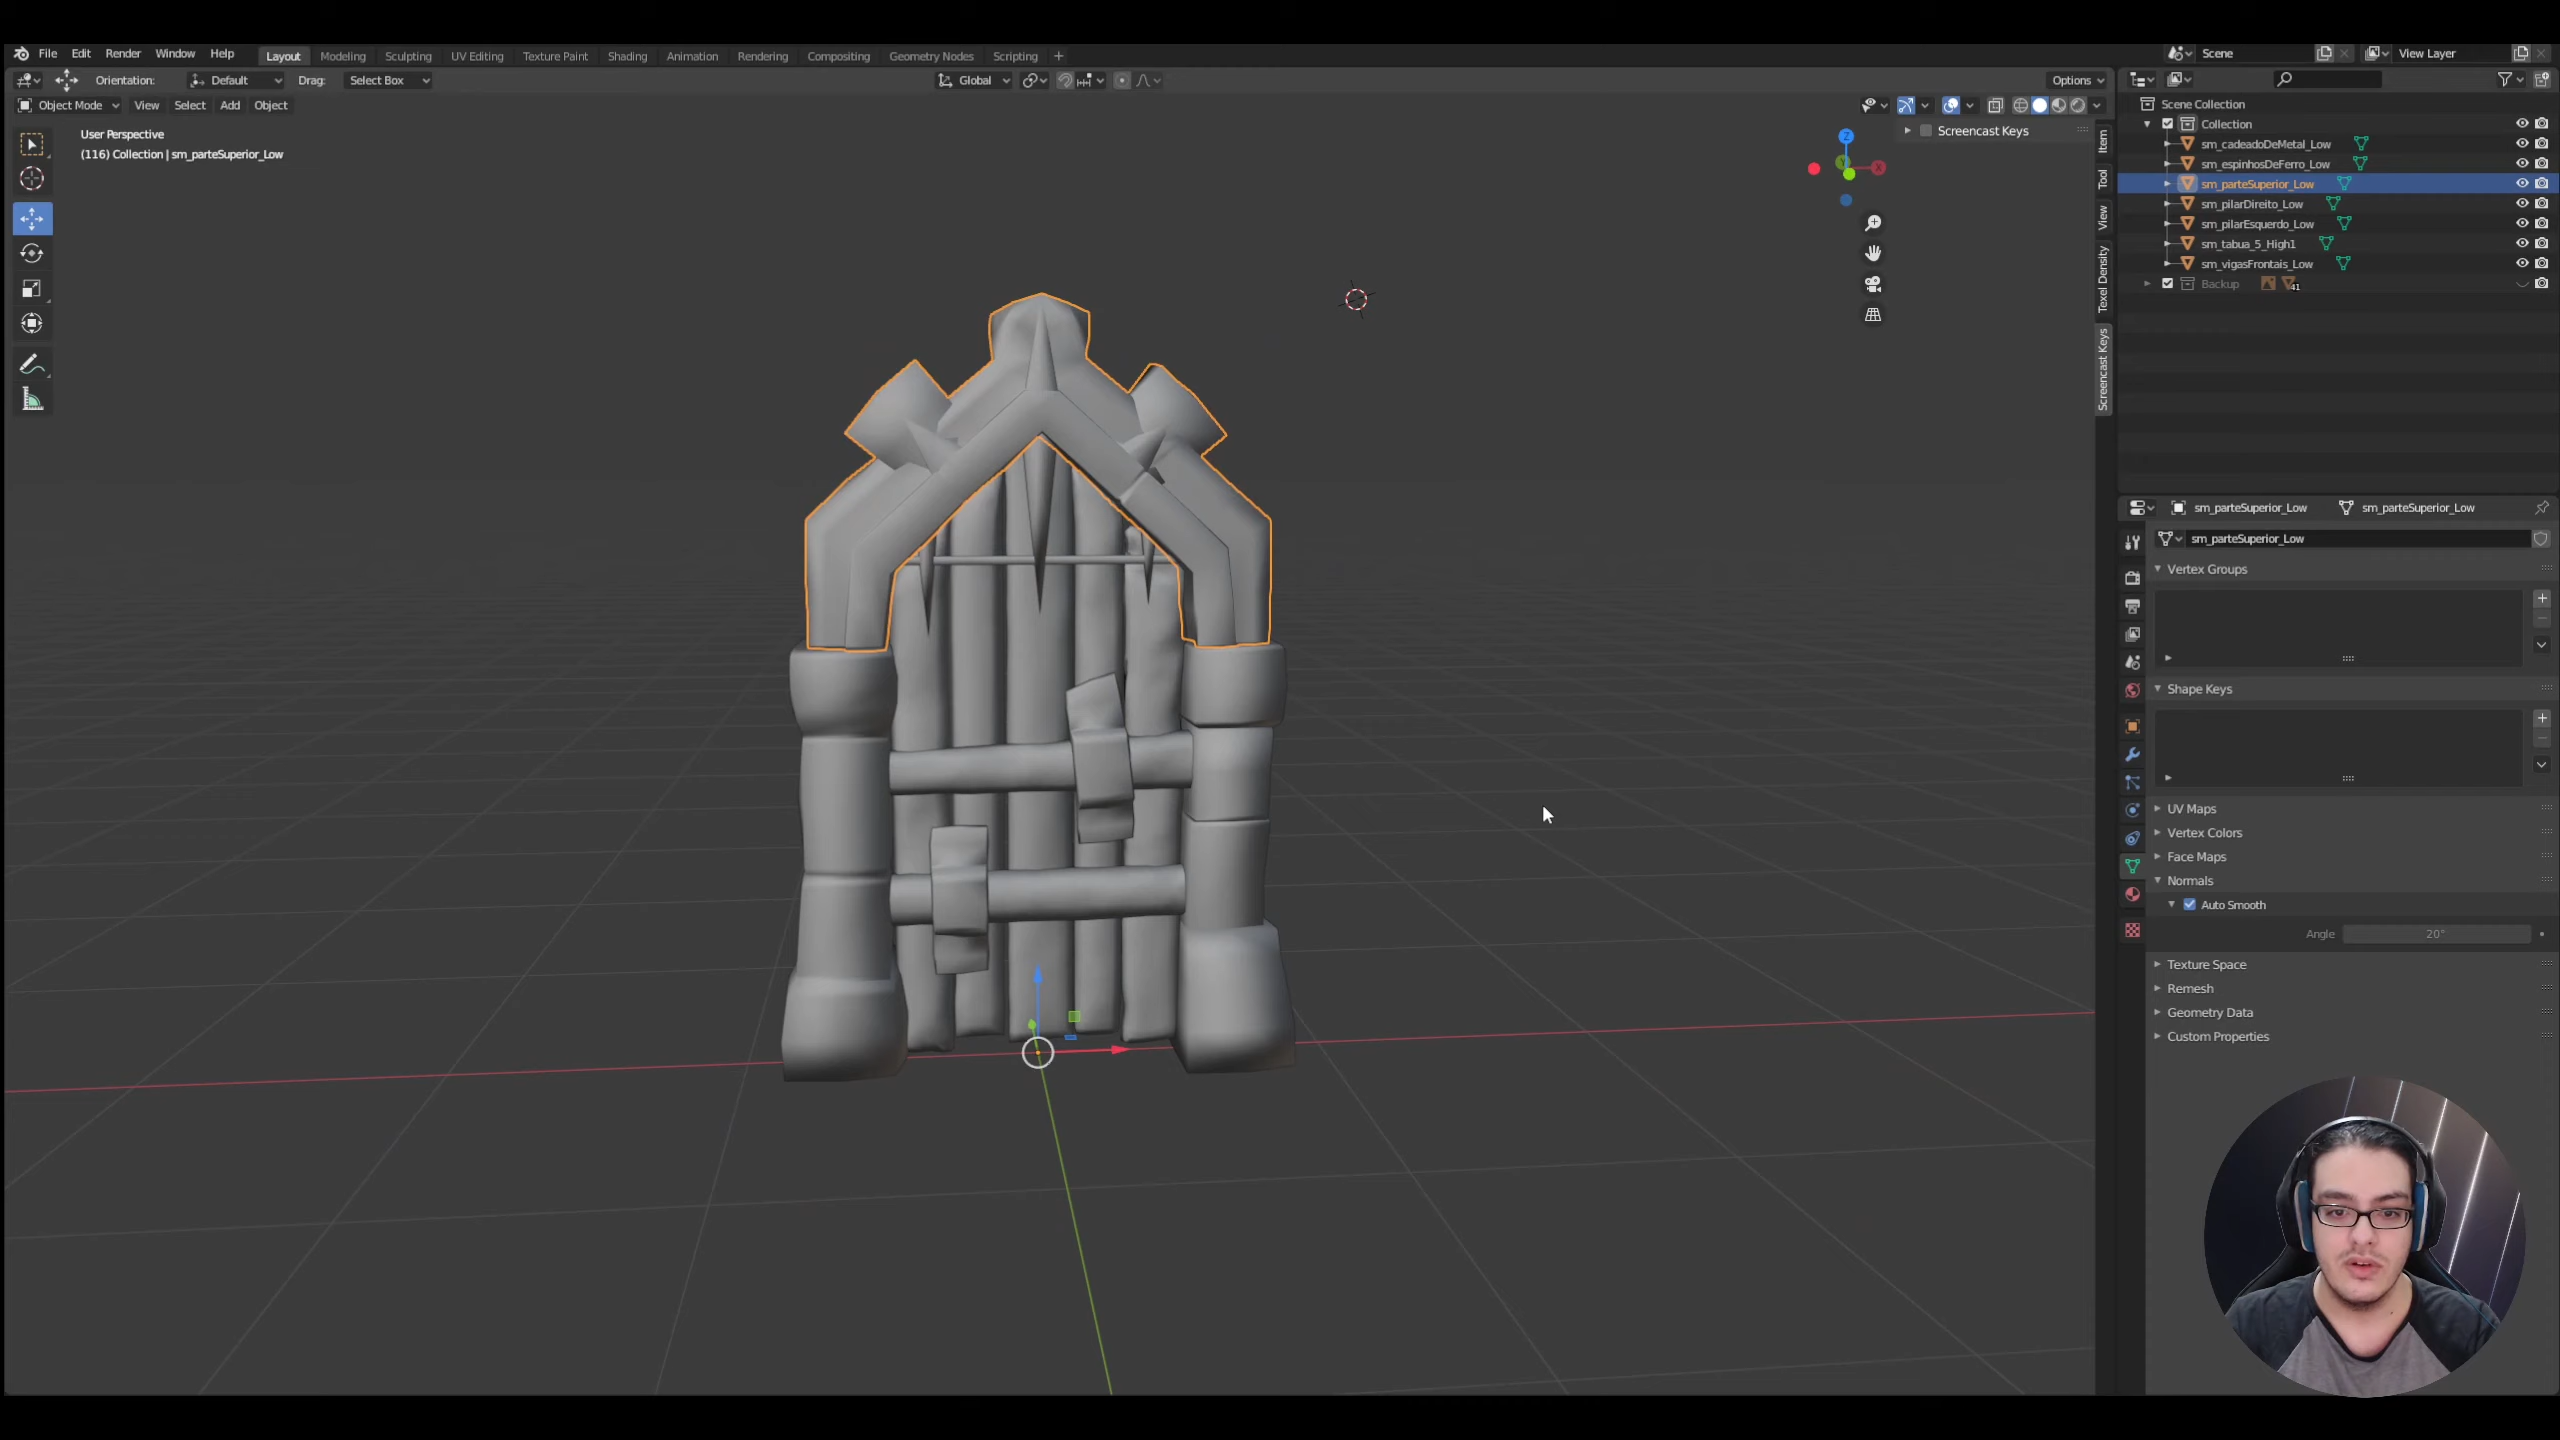 File Edit Render Window Help Layout Modeling Sculpting UV Editing Texture Paint Shading Animation Rendering Compositing Geometry Nodes Scripting + Scene View Layer
Orientation: Default Drag: Select Box Global Options
Object Mode View Select Add Object
User Perspective
(116) Collection | sm_parteSuperior_Low
Screencast Keys
Z
X
Y
Item
Tool
View
Texel Density
Screencast Keys
Scene Collection
Collection
sm_cadeadoDeMetal_Low
sm_espinhosDeFerro_Low
sm_parteSuperior_Low
sm_pilarDireito_Low
sm_pilarEsquerdo_Low
sm_tabua_5_High1
sm_vigasFrontais_Low
Backup 41
sm_parteSuperior_Low sm_parteSuperior_Low
sm_parteSuperior_Low
Vertex Groups
Shape Keys
UV Maps
Vertex Colors
Face Maps
Normals
Auto Smooth
Angle 20°
Texture Space
Remesh
Geometry Data
Custom Properties